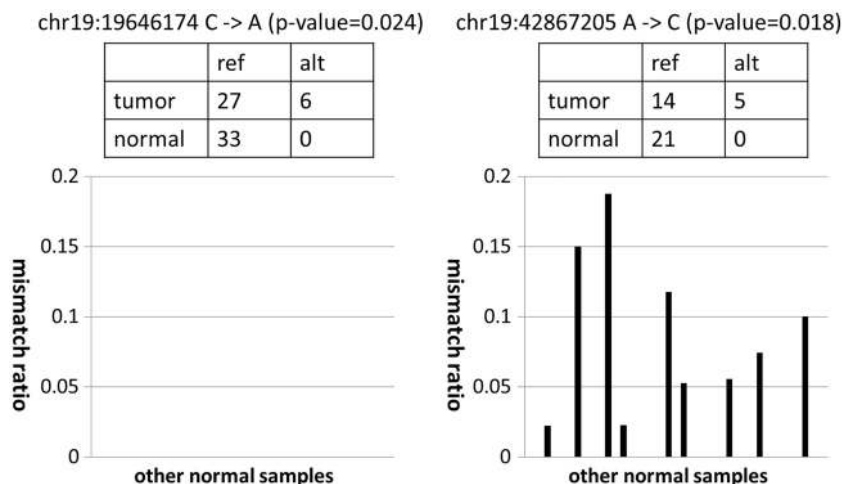 chr19:19646174 C -> A (p-value=0.024)
ref alt
tumor 27 6
normal 33 0
0.2
0.15
0.1
0.05
0
mismatch ratio
other normal samples
chr19:42867205 A -> C (p-value=0.018)
ref alt
tumor 14 5
normal 21 0
0.2
0.15
0.1
0.05
0
mismatch ratio
other normal samples